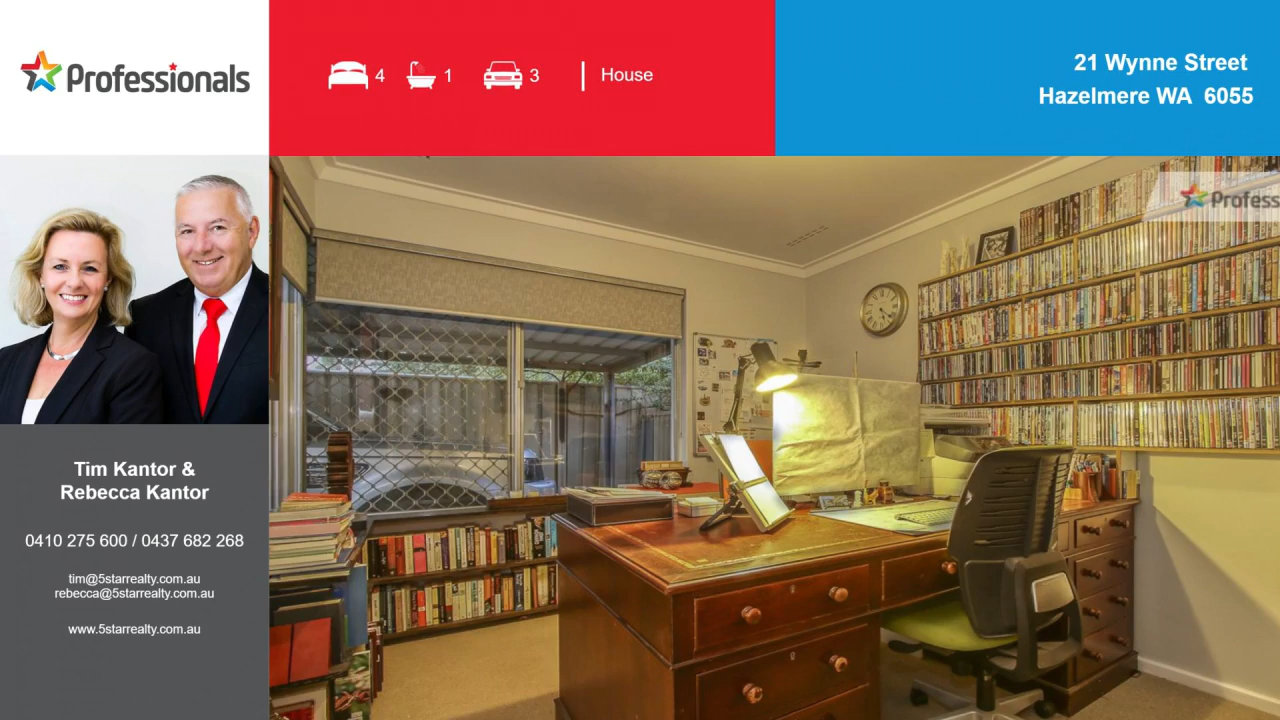 Professionals
4
1
3
House
21 Wynne Street
Hazelmere WA 6055
Profess
Tim Kantor &
Rebecca Kantor
0410 275 600 / 0437 682 268
tim@5starrealty.com.au
rebecca@5starrealty.com.au
www.5starrealty.com.au